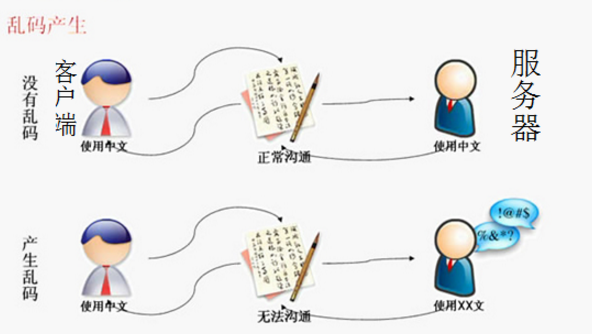 乱码产生
没有乱码
客户端
使用中文
正常沟通
服务器
使用中文
产生乱码
使用中文
无法沟通
!@#$
%&*?
使用XX文